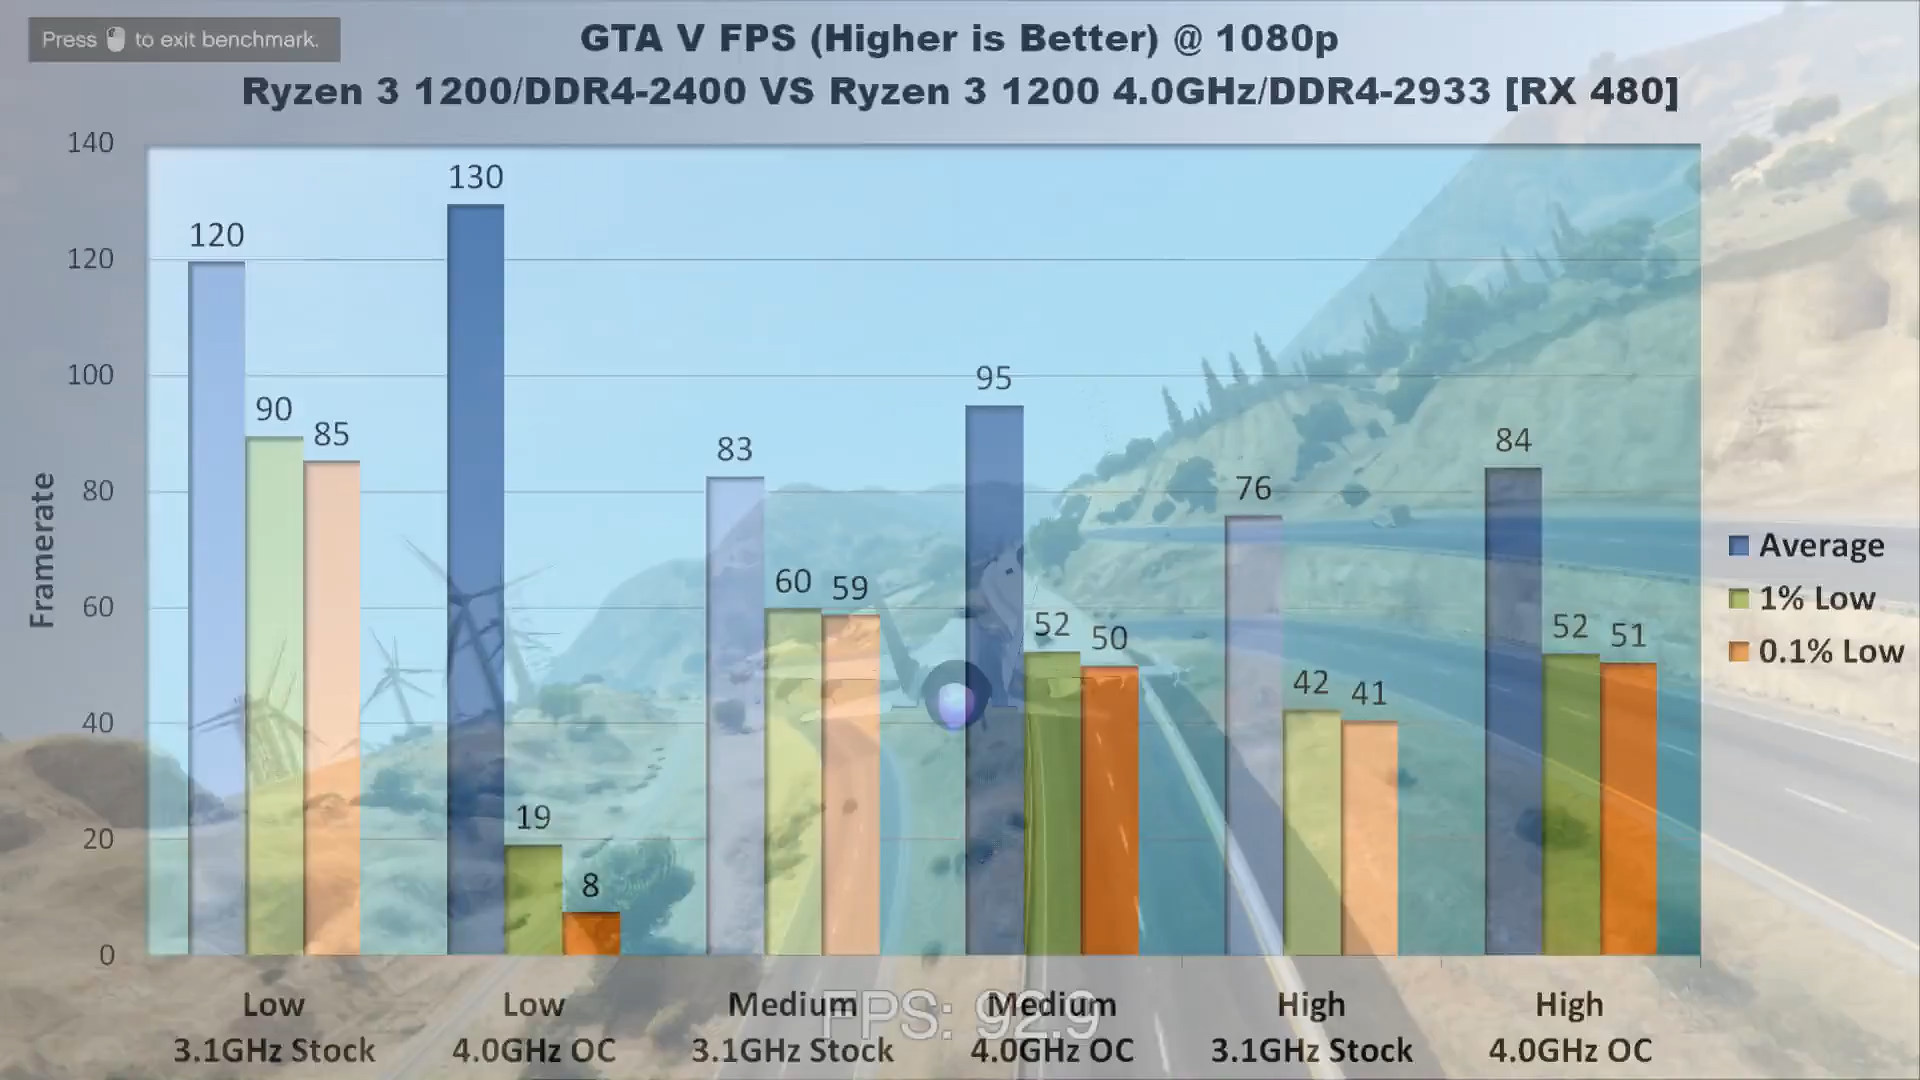 Press to exit benchmark.
GTA V FPS (Higher is Better) @ 1080p
Ryzen 3 1200/DDR4-2400 VS Ryzen 3 1200 4.0GHz/DDR4-2933 [RX 480]
Framerate
140
120
100
80
60
40
20
0
120
90
85
130
19
8
83
60
59
95
52
50
76
42
41
84
52
51
Average
1% Low
0.1% Low
Low
3.1GHz Stock
Low
4.0GHz OC
Medium
3.1GHz Stock
Medium
4.0GHz OC
High
3.1GHz Stock
High
4.0GHz OC
FPS: 92.9